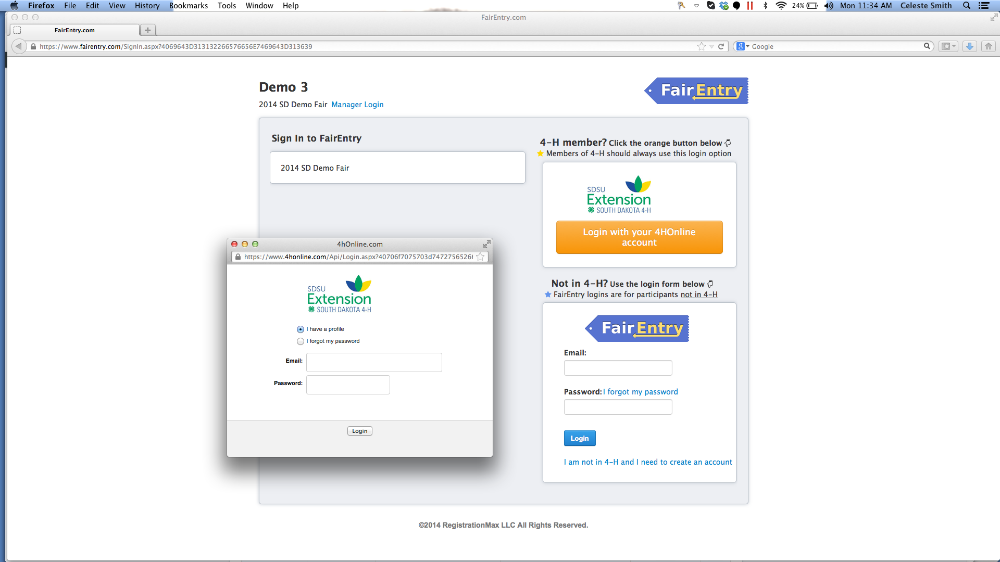 Firefox File Edit View History Bookmarks Tools Window Help
24% Mon 11:34 AM Celeste Smith
FairEntry.com
FairEntry.com
https://www.fairentry.com/SignIn.aspx?4069643D313132266576656E7469643D313639
Google
Demo 3
2014 SD Demo Fair Manager Login
FairEntry
Sign In to FairEntry
2014 SD Demo Fair
4-H member? Click the orange button below
Members of 4-H should always use this login option
SDSU
Extension
SOUTH DAKOTA 4-H
Login with your 4HOnline
account
Not in 4-H? Use the login form below
FairEntry logins are for participants not in 4-H
FairEntry
Email:
Password: I forgot my password
Login
I am not in 4-H and I need to create an account
4hOnline.com
https://www.4honline.com/Api/Login.aspx?40706f7075703d7472756526
SDSU
Extension
SOUTH DAKOTA 4-H
I have a profile
I forgot my password
Email:
Password:
Login
©2014 RegistrationMax LLC All Rights Reserved.